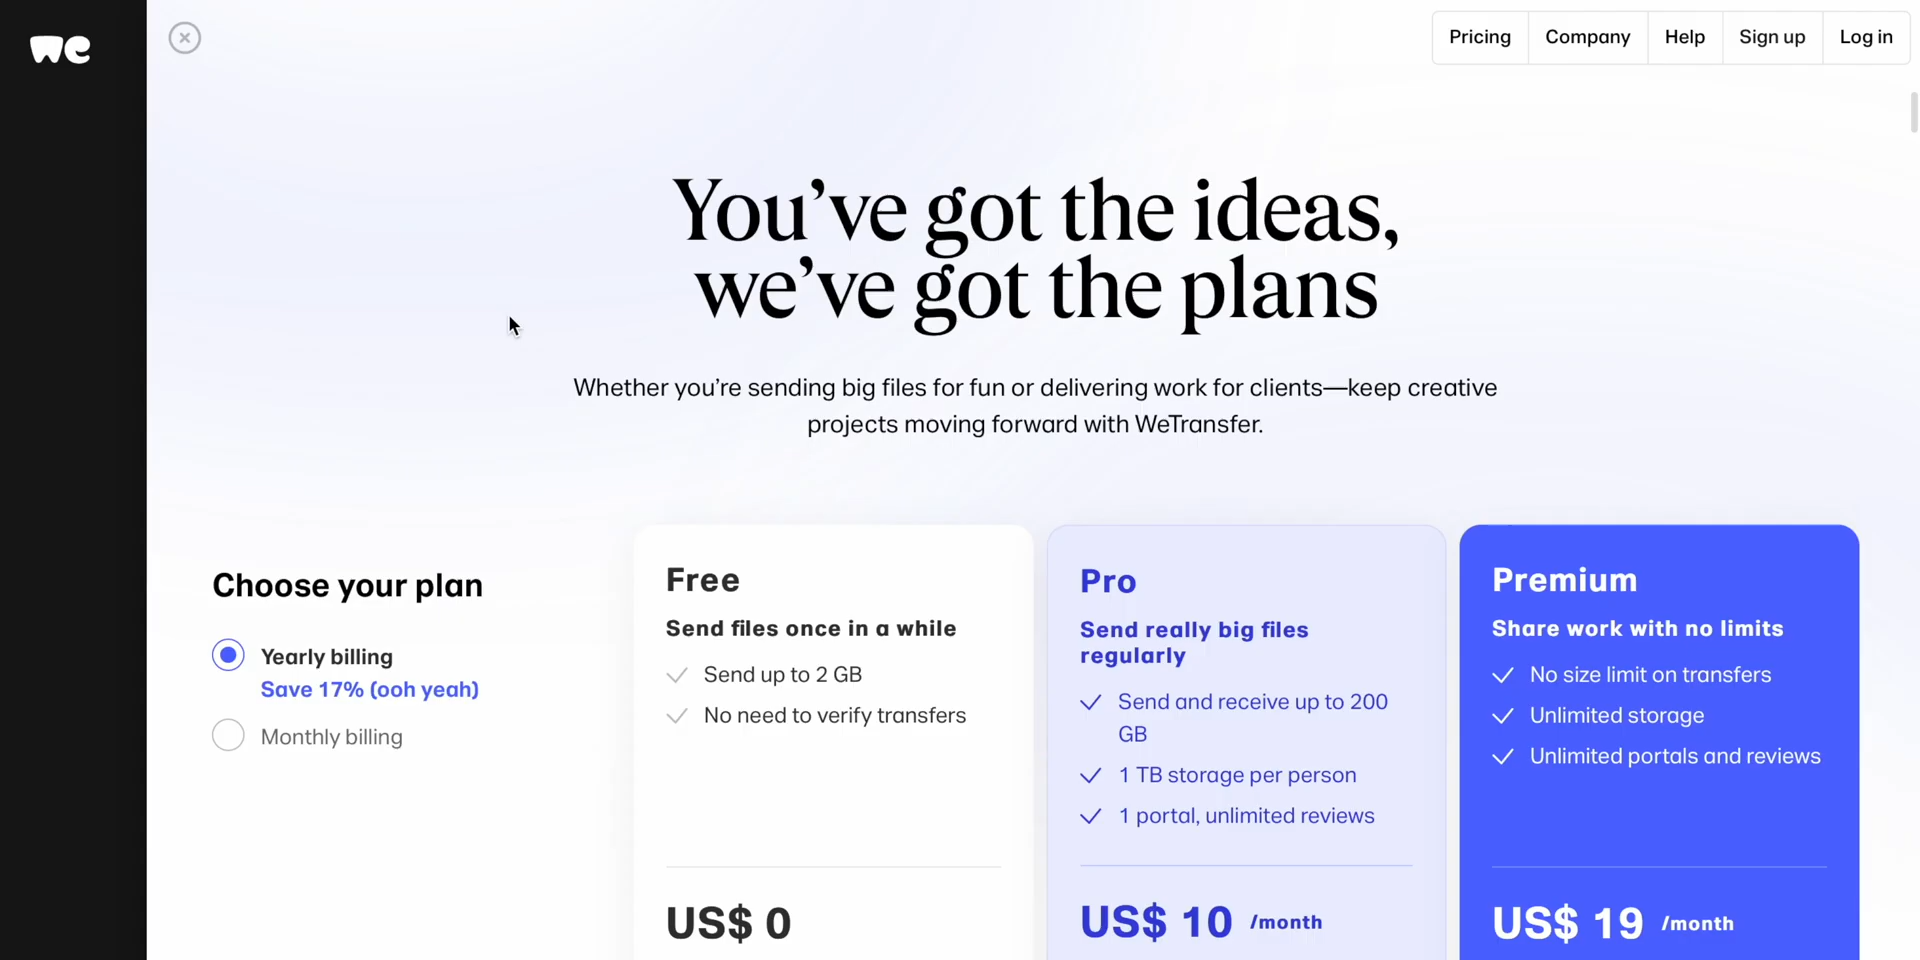 we
Pricing
Company
Help
Sign up
Log in
You’ve got the ideas,
we’ve got the plans
Whether you’re sending big files for fun or delivering work for clients—keep creative
projects moving forward with WeTransfer.
Choose your plan
Yearly billing
Save 17% (ooh yeah)
Monthly billing
Free
Send files once in a while
Send up to 2 GB
No need to verify transfers
US$ 0
Pro
Send really big files
regularly
Send and receive up to 200
GB
1 TB storage per person
1 portal, unlimited reviews
US$ 10 /month
Premium
Share work with no limits
No size limit on transfers
Unlimited storage
Unlimited portals and reviews
US$ 19 /month